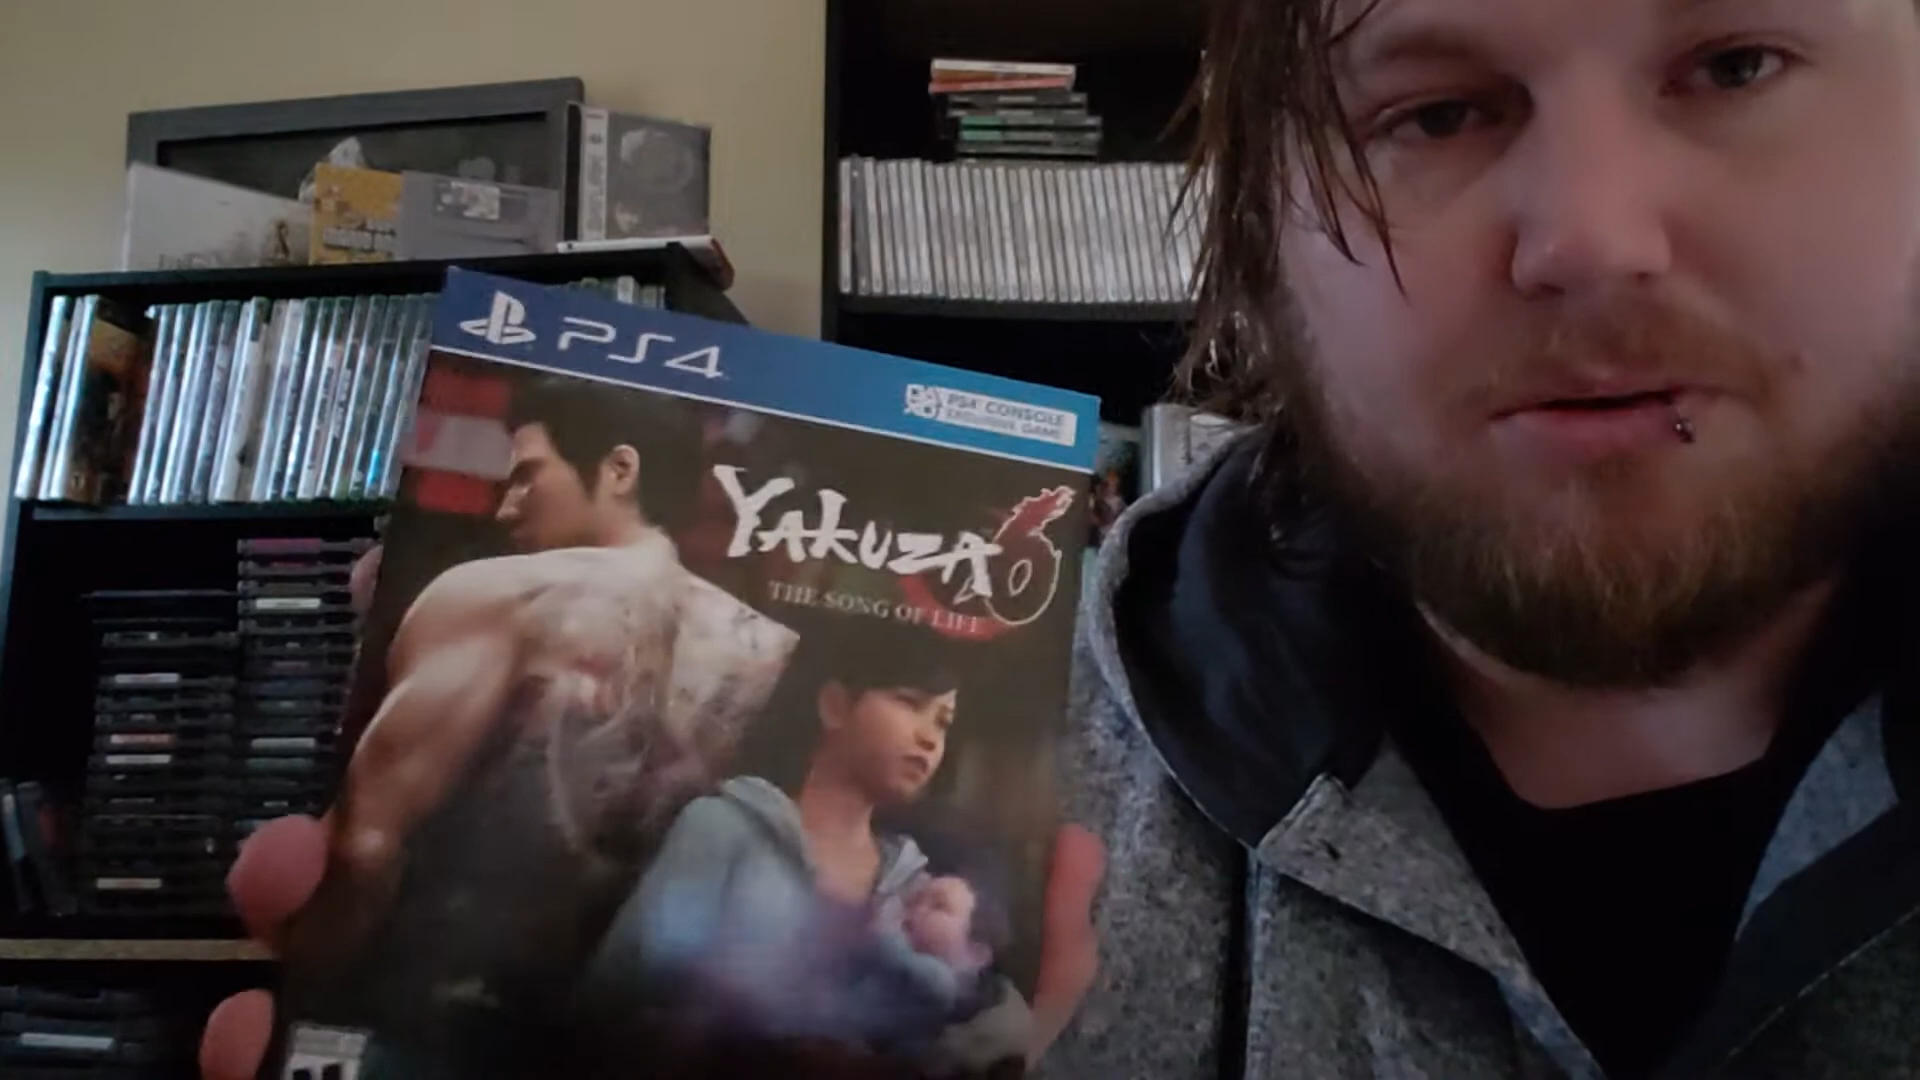 PS4
PS4 CONSOLE
EXCLUSIVE GAME
YAKUZA 6
THE SONG OF LIFE